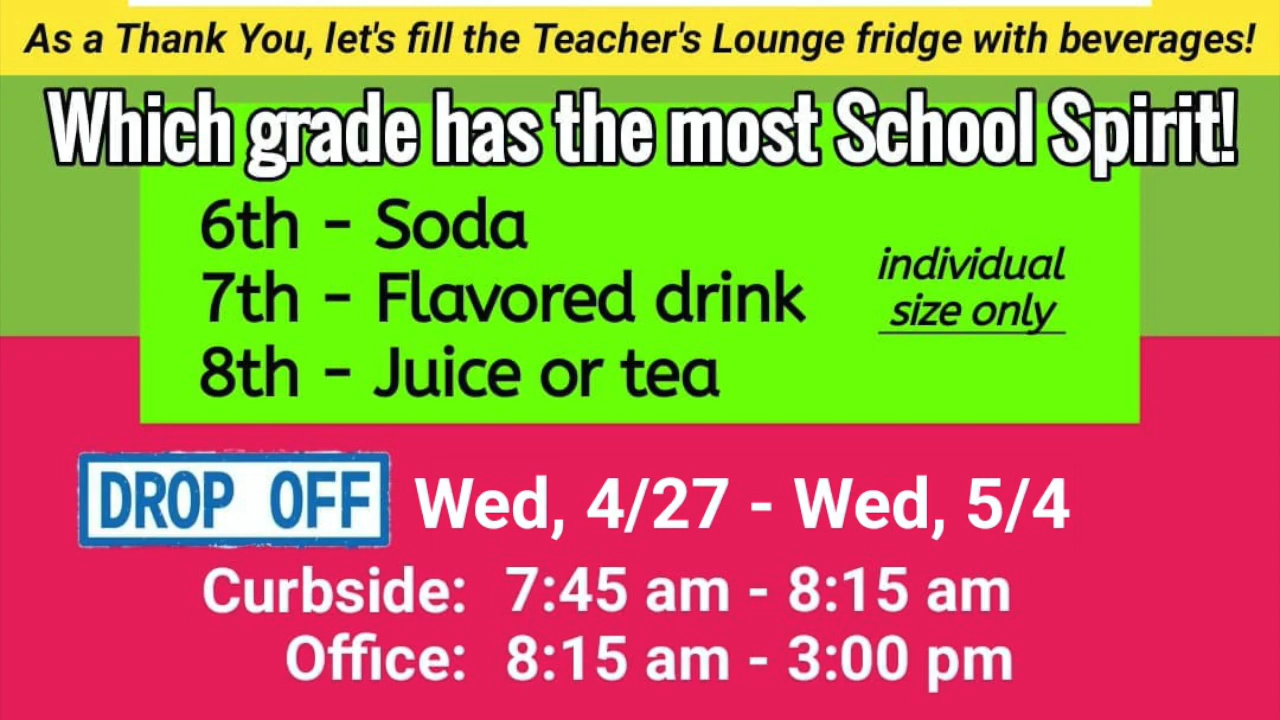 As a Thank You, let's fill the Teacher's Lounge fridge with beverages!
Which grade has the most School Spirit!
6th - Soda
7th - Flavored drink
8th - Juice or tea
individual
size only
DROP OFF Wed, 4/27 - Wed, 5/4
Curbside: 7:45 am - 8:15 am
Office: 8:15 am - 3:00 pm